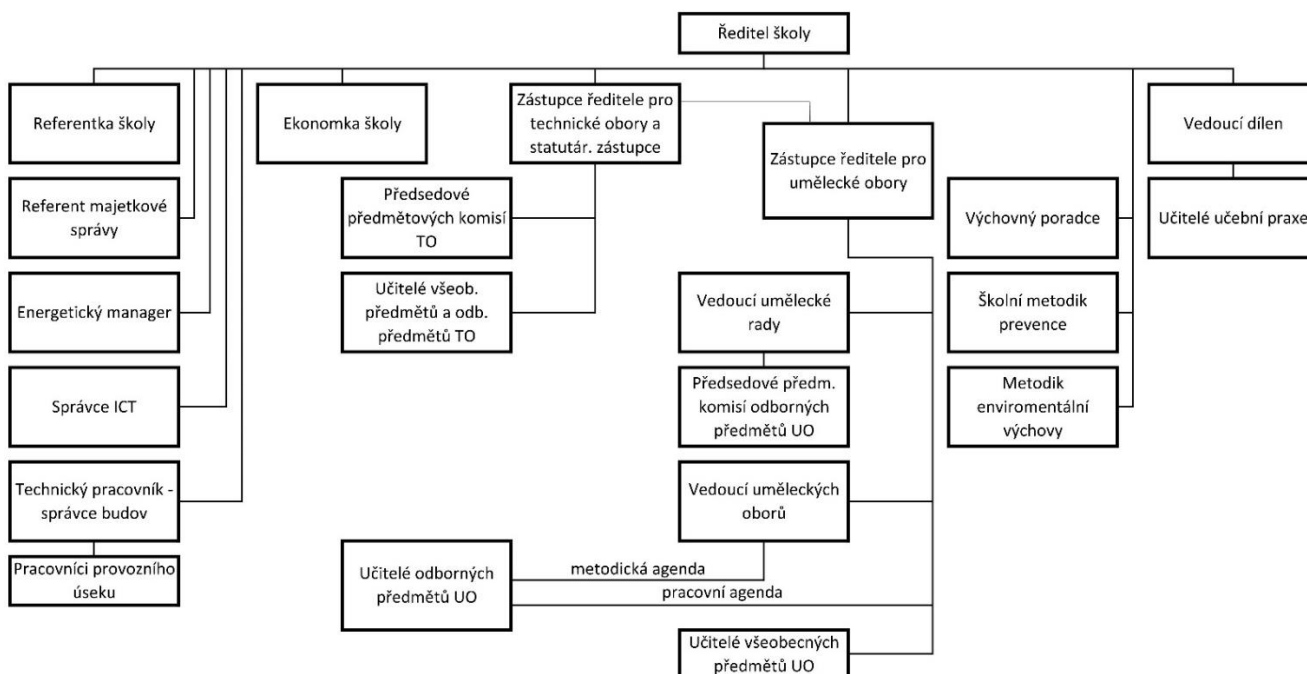 Ředitel školy
Referentka školy
Ekonomka školy
Zástupce ředitele pro
technické obory a
statutár. zástupce
Zástupce ředitele pro
umělecké obory
Vedoucí dílen
Referent majetkové
správy
Předsedové
předmětových komisí
TO
Výchovný poradce
Učitelé učební praxe
Energetický manager
Učitelé všeob.
předmětů a odb.
předmětů TO
Vedoucí umělecké
rady
Školní metodik
prevence
Správce ICT
Předsedové předm.
komisí odborných
předmětů UO
Metodik
enviromentální
výchovy
Technický pracovník -
správce budov
Vedoucí uměleckých
oborů
Pracovníci provozního
úseku
Učitelé odborných
předmětů UO
metodická agenda
pracovní agenda
Učitelé všeobecných
předmětů UO